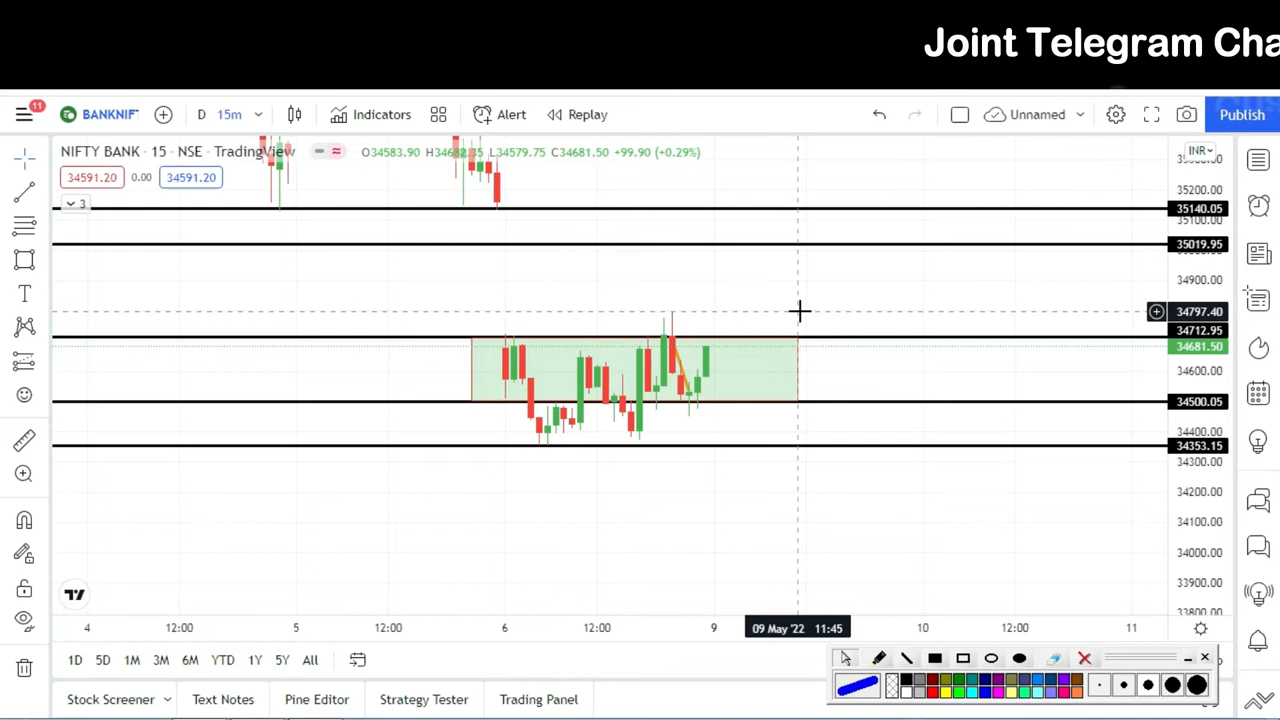 Joint Telegram Cha
11 BANKNIF D 15m Indicators Alert Replay Unnamed Publish
NIFTY BANK · 15 · NSE · TradingView O34583.90 H34682.35 L34579.75 C34681.50 +99.90 (+0.29%) INR
34591.20 0.00 34591.20
3
35200.00
35140.05
35100.00
35019.95
34900.00
34797.40
34712.95
34681.50
34600.00
34500.05
34400.00
34353.15
34300.00
34200.00
34100.00
34000.00
33900.00
33800.00
4 12:00 5 12:00 6 12:00 9 09 May '22 11:45 10 12:00 11
1D 5D 1M 3M 6M YTD 1Y 5Y All
Stock Screener Text Notes Pine Editor Strategy Tester Trading Panel